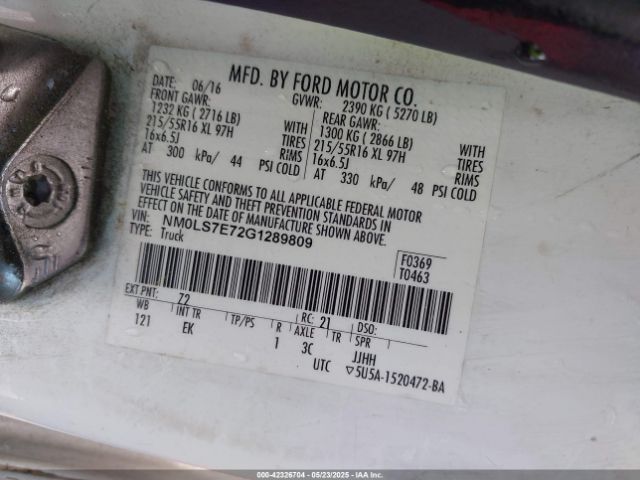 MFD. BY FORD MOTOR CO.
DATE: 06/16 GVWR: 2390 KG ( 5270 LB)
FRONT GAWR: REAR GAWR:
1232 KG ( 2716 LB) WITH 1300 KG ( 2866 LB) WITH
215/55R16 XL 97H TIRES 215/55R16 XL 97H TIRES
16x6.5J RIMS 16x6.5J RIMS
AT 300 kPa/ 44 PSI COLD AT 330 kPa/ 48 PSI COLD
THIS VEHICLE CONFORMS TO ALL APPLICABLE FEDERAL MOTOR
VEHICLE SAFETY AND THEFT PREVENTION STANDARDS IN
EFFECT ON THE DATE OF MANUFACTURE SHOWN ABOVE.
VIN: NM0LS7E72G1289809
TYPE: Truck
F0369
T0463
EXT PNT: 72 RC: 21 DSO:
WB INT TR TP/PS R AXLE TR SPR
121 EK 1 3C JJHH
UTC ▽5U5A-1520472-BA
000-42326704 - 05/23/2025 - IAAI.COM